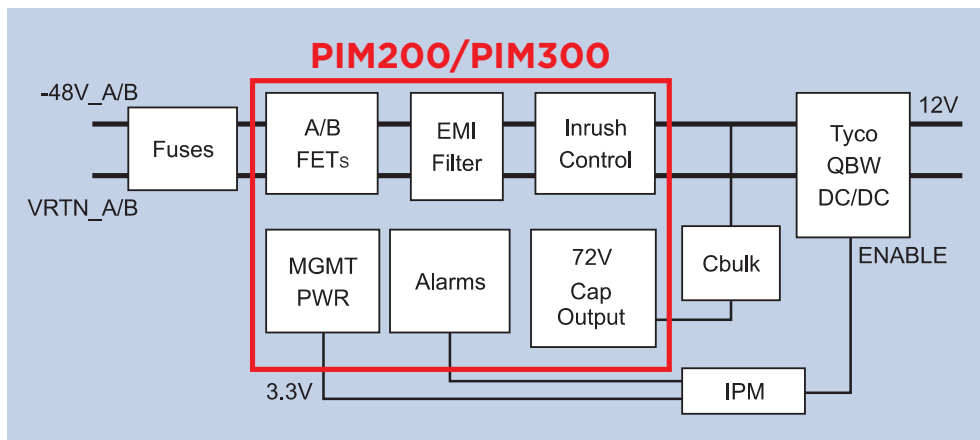 PIM200/PIM300
-48V_A/B
12V
Fuses
A/B
FETs
EMI
Filter
Inrush
Control
Tyco
QBW
DC/DC
VRTN_A/B
ENABLE
MGMT
PWR
Alarms
72V
Cap
Output
Cbulk
3.3V
IPM